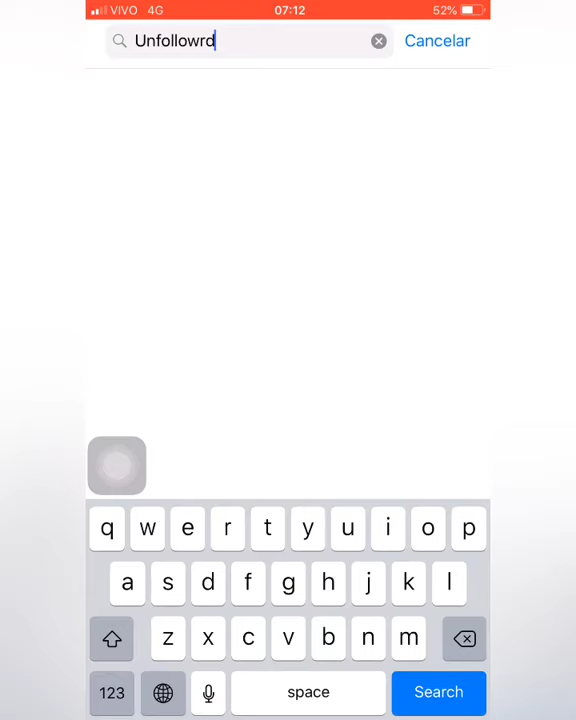 VIVO 4G 07:12 52%
Unfollowrd Cancelar
q w e r t y u i o p
a s d f g h j k l
z x c v b n m
123 space Search